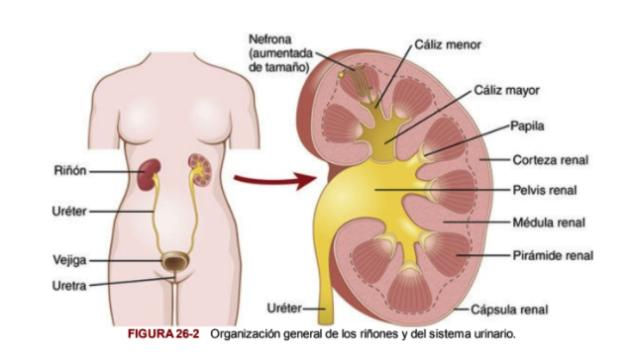 Nefrona
(aumentada
de tamaño)
Cáliz menor
Cáliz mayor
Papila
Corteza renal
Pelvis renal
Médula renal
Pirámide renal
Cápsula renal
Uréter
Riñón
Uréter
Vejiga
Uretra
FIGURA 26-2 Organización general de los riñones y del sistema urinario.